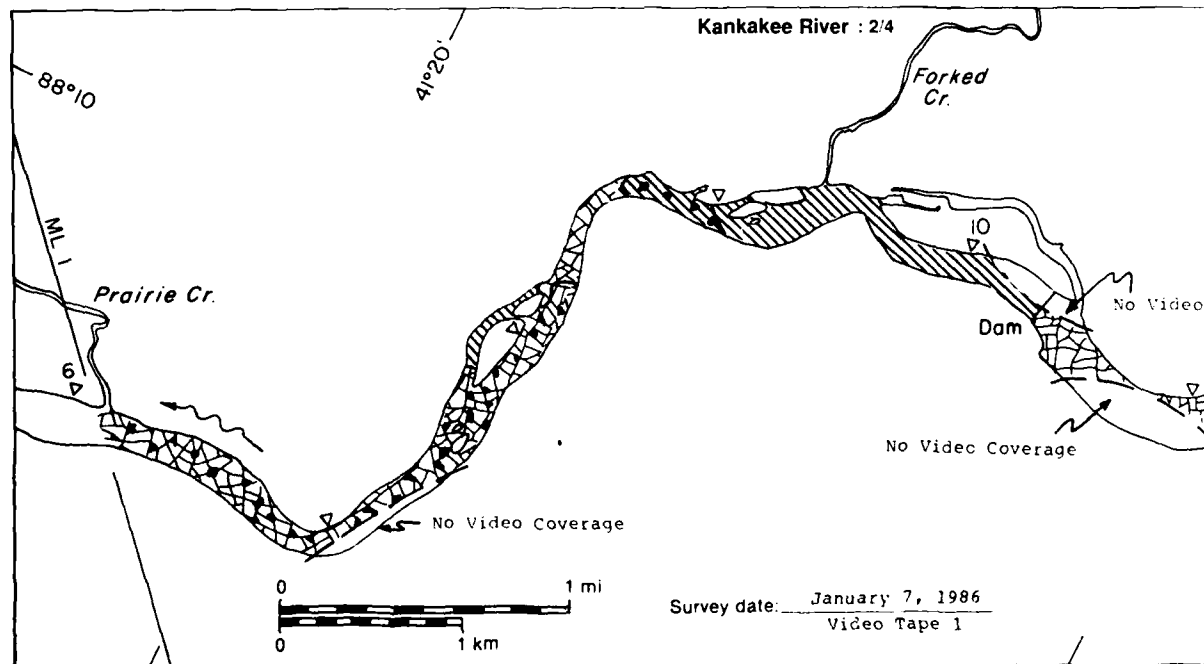 Kankakee River : 2/4
88°10
41°20'
Forked
Cr.
ML 1
Prairie Cr.
6
10
No Video
Dam
No Videc Coverage
No Video Coverage
0 1 mi
0 1 km
Survey date: January 7, 1986
Video Tape 1